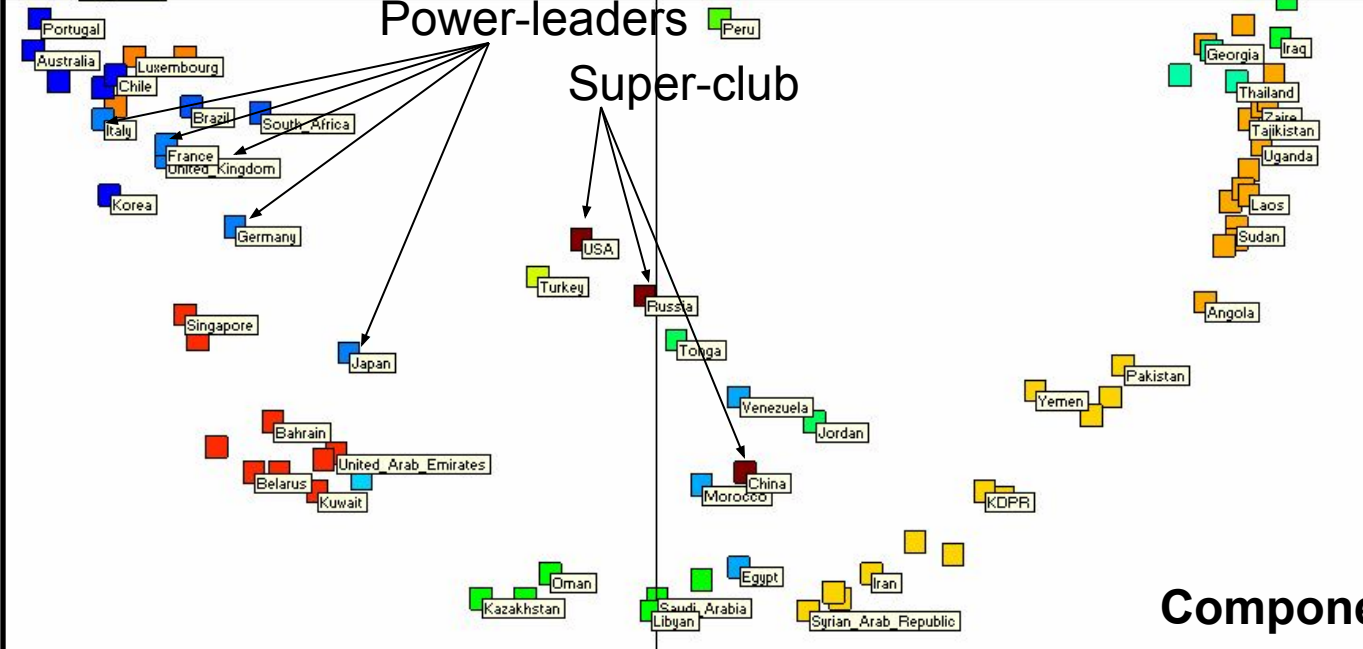 Power-leaders
Portugal
Peru
Iraq
Georgia
Australia
Luxembourg
Super-club
Chile
Thailand
Brazil
Zaire
South_Africa
Italy
Tajikistan
France
Uganda
United_Kingdom
Korea
Laos
Germany
Sudan
USA
Turkey
Russia
Angola
Singapore
Tonga
Japan
Pakistan
Yemen
Venezuela
Bahrain
Jordan
United_Arab_Emirates
Belarus
China
Morocco
Kuwait
KDPR
Egypt
Oman
Iran
Kazakhstan
Saudi_Arabia
Libyan
Syrian_Arab_Republic
Compone